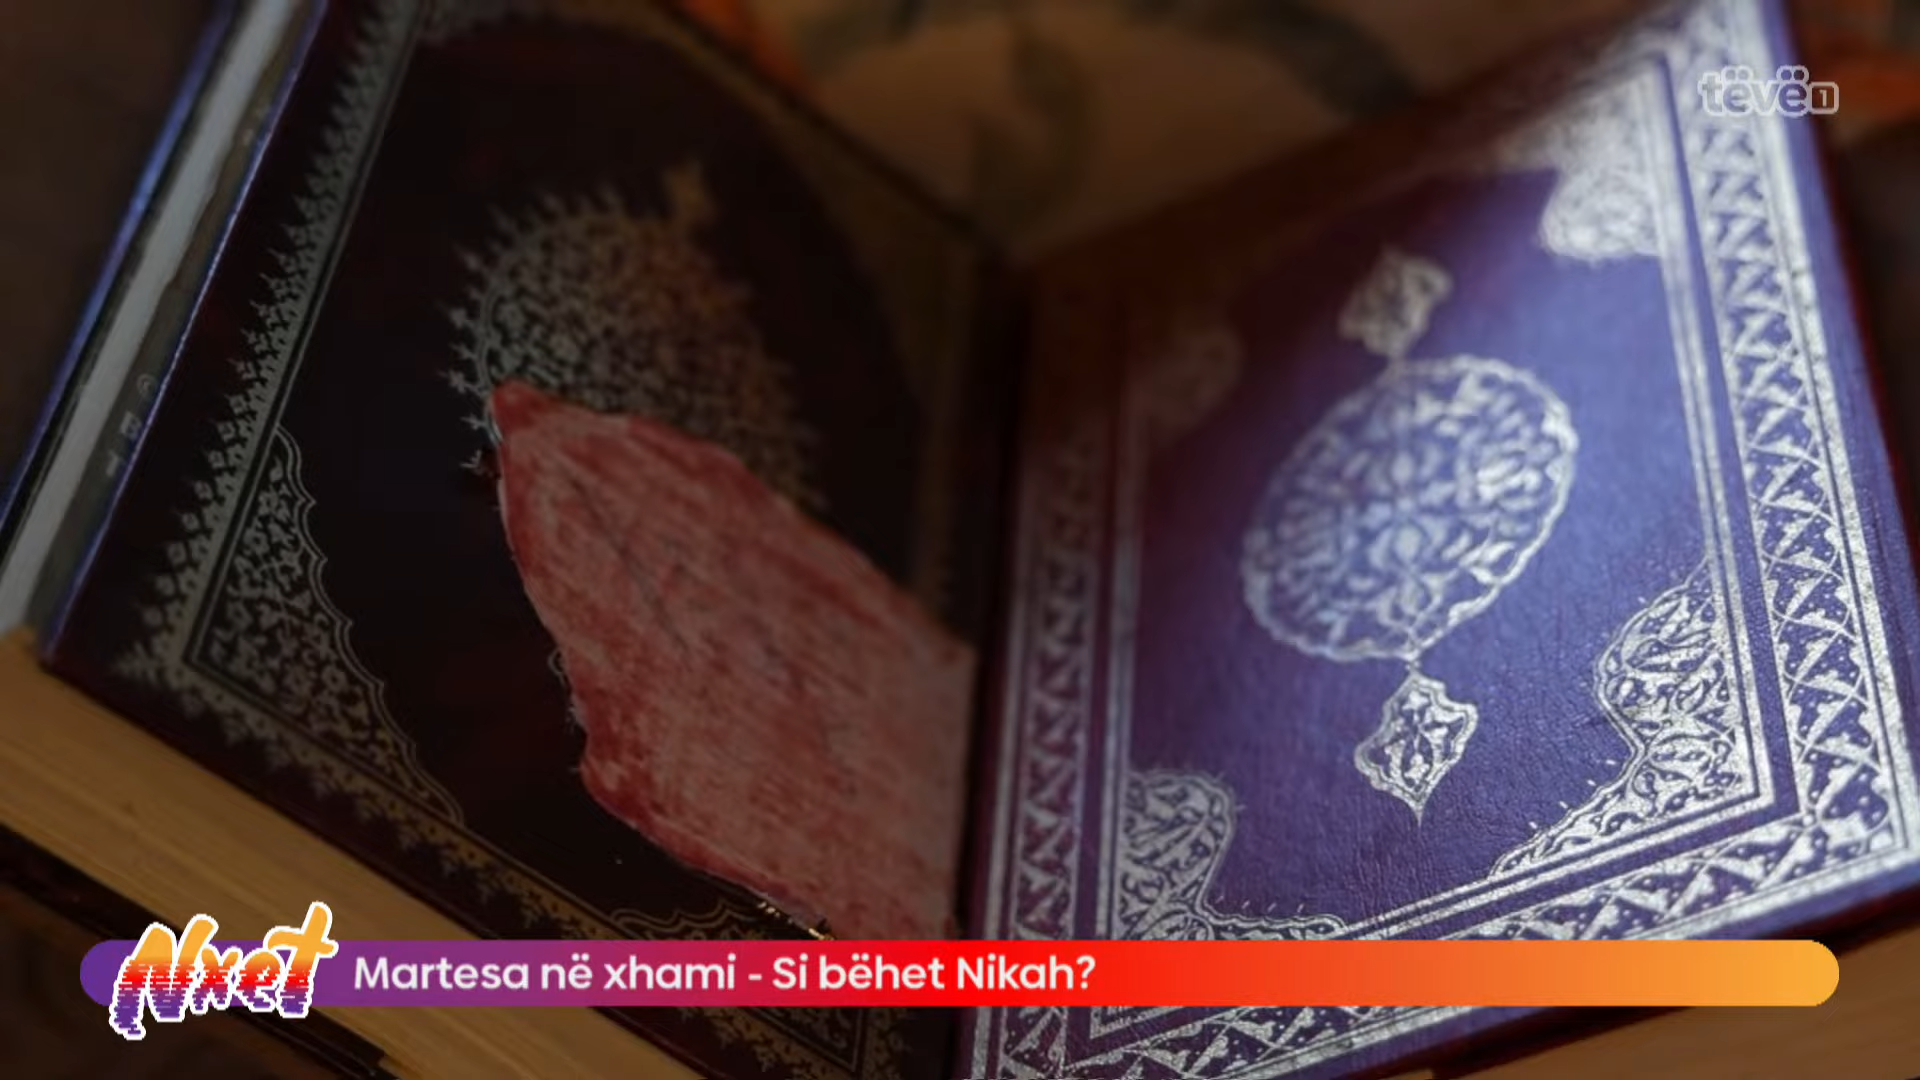 tëvë1
Nxet
Martesa në xhami - Si bëhet Nikah?